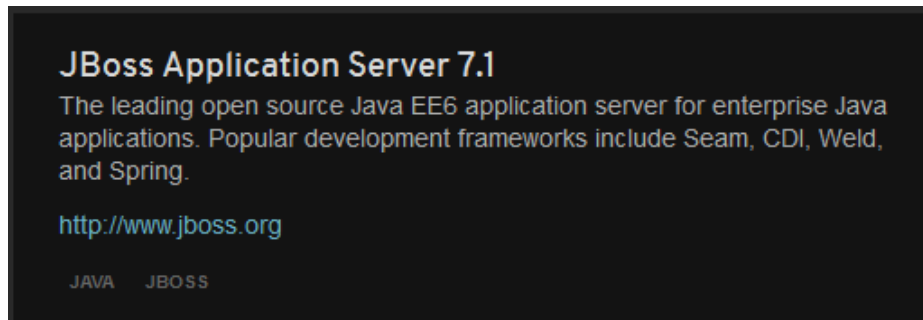 JBoss Application Server 7.1
The leading open source Java EE6 application server for enterprise Java
applications. Popular development frameworks include Seam, CDI, Weld,
and Spring.
http://www.jboss.org
JAVA JBOSS